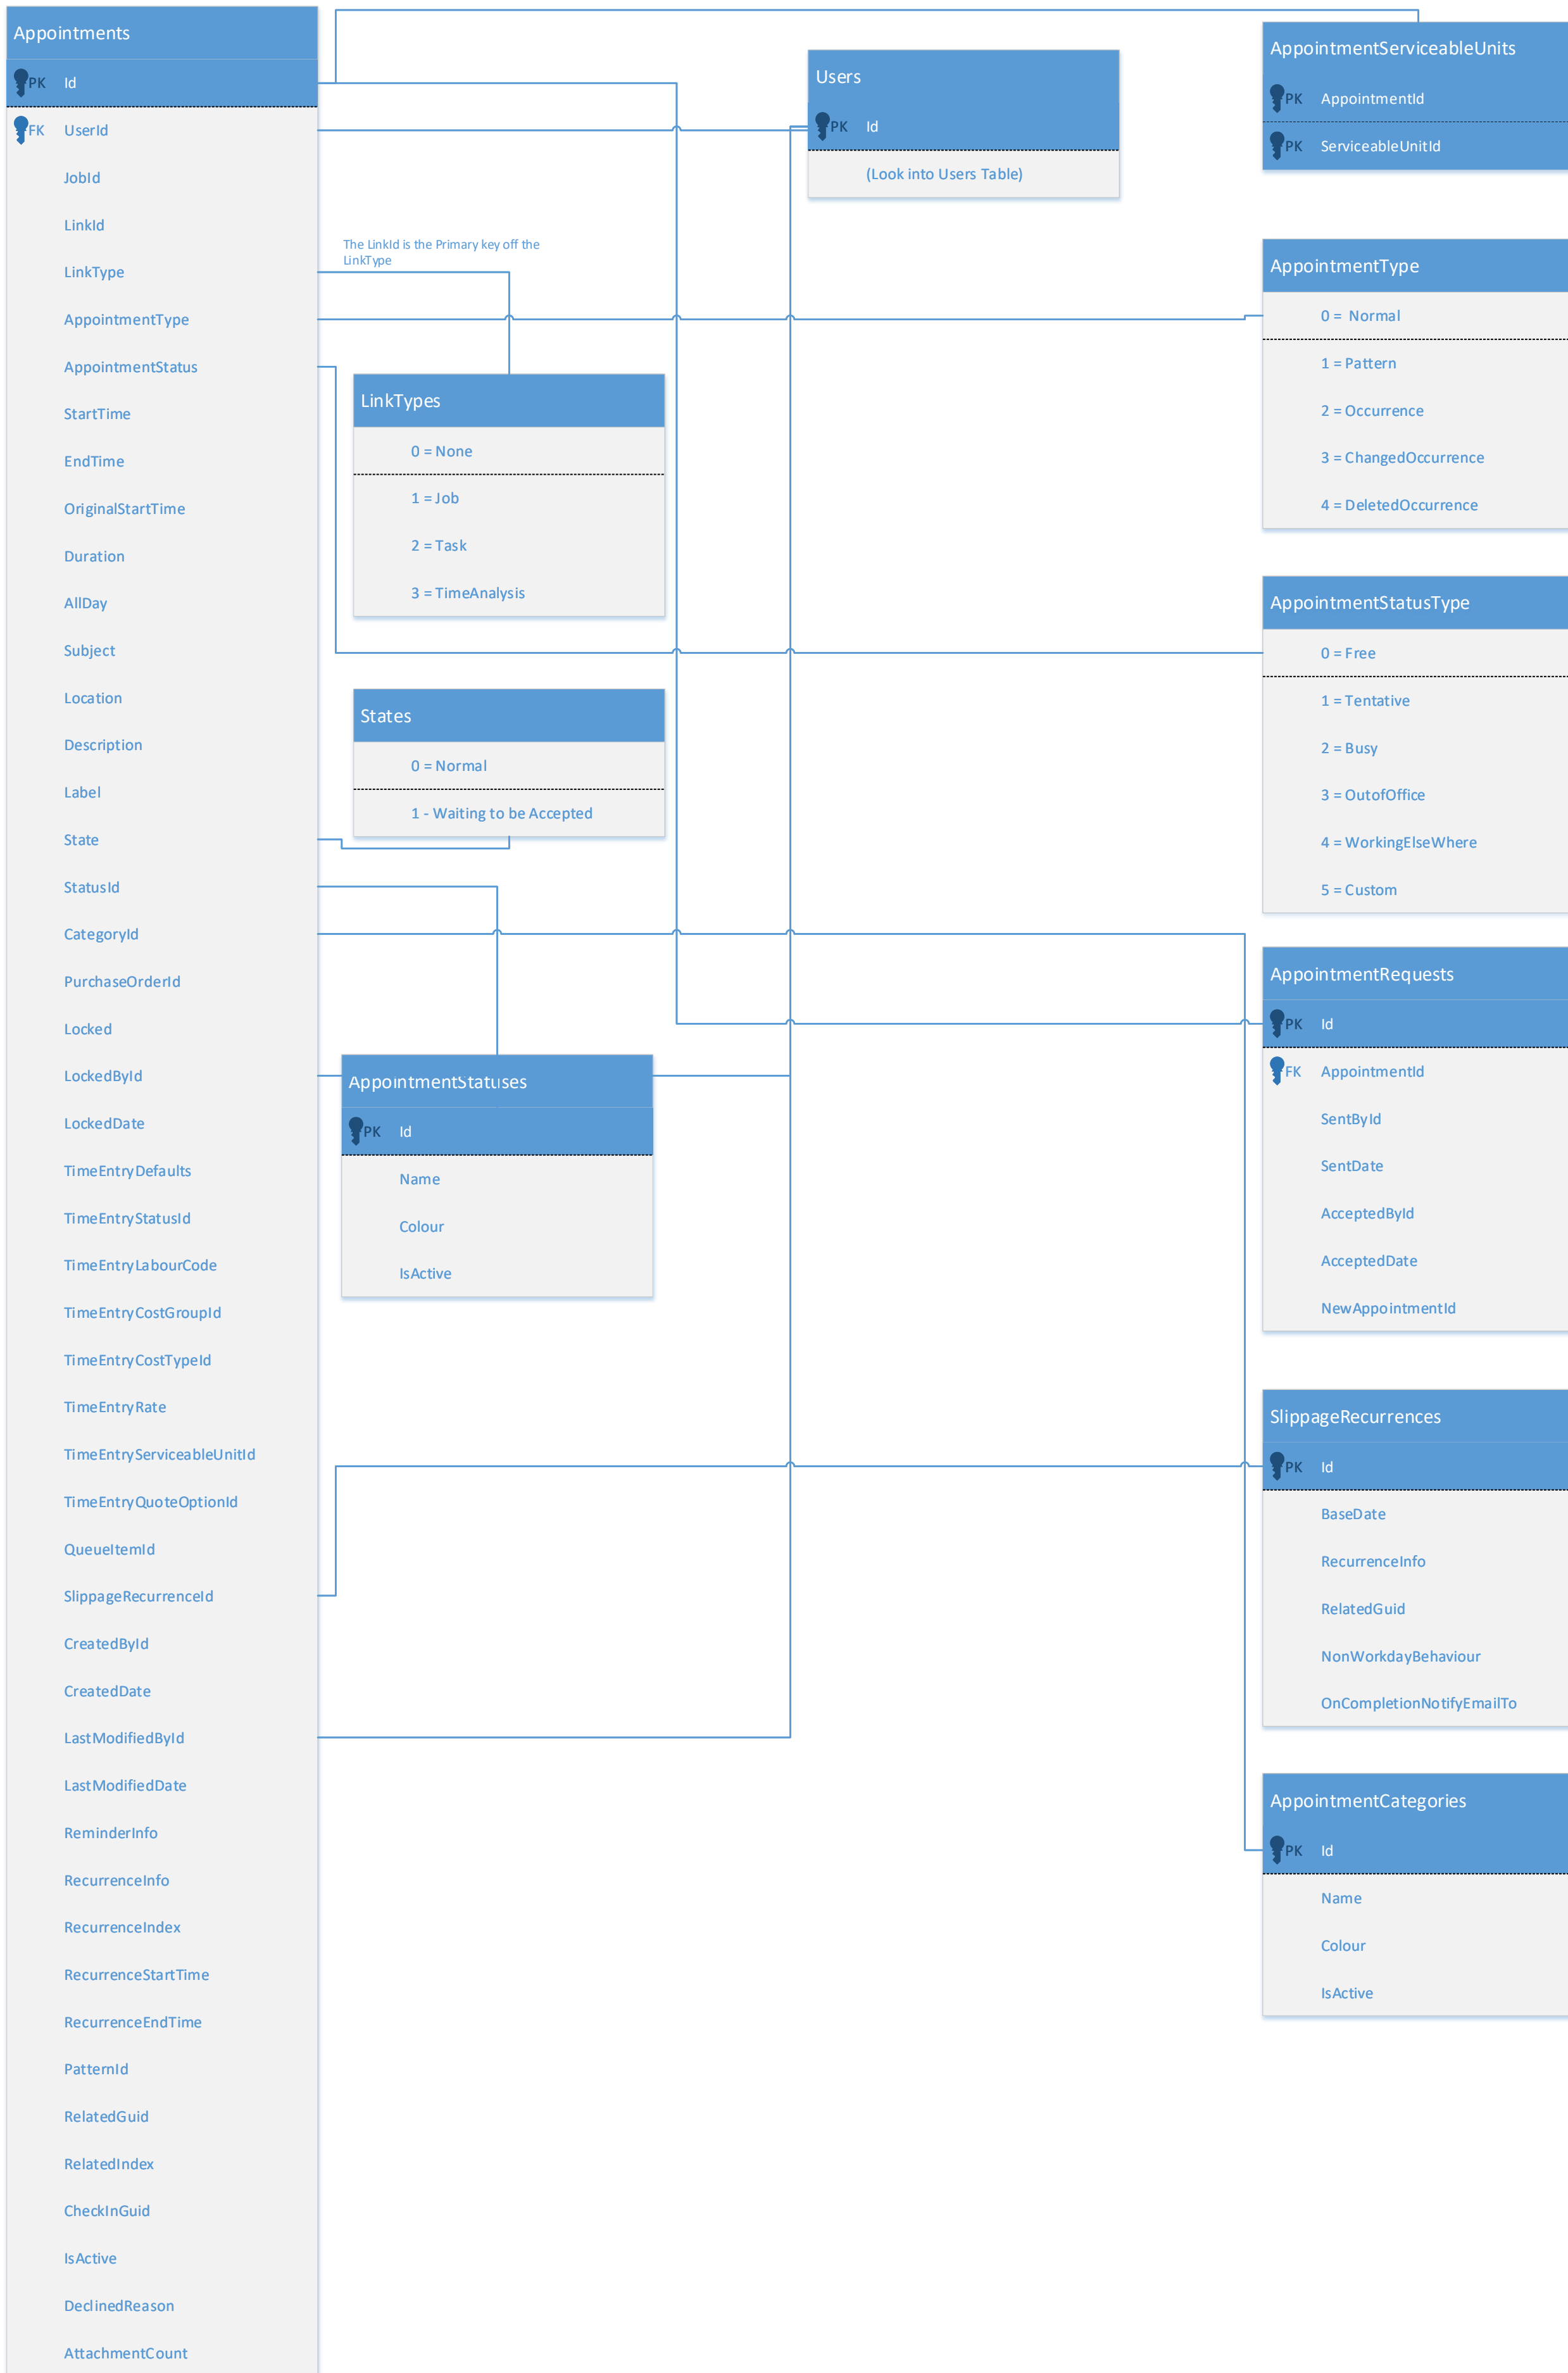 Appointments
PK Id
FK UserId
JobId
LinkId
LinkType
AppointmentType
AppointmentStatus
StartTime
EndTime
OriginalStartTime
Duration
AllDay
Subject
Location
Description
Label
State
StatusId
CategoryId
PurchaseOrderId
Locked
LockedById
LockedDate
TimeEntryDefaults
TimeEntryStatusId
TimeEntryLabourCode
TimeEntryCostGroupId
TimeEntryCostTypeId
TimeEntryRate
TimeEntryServiceableUnitId
TimeEntryQuoteOptionId
QueueItemId
SlippageRecurrenceId
CreatedById
CreatedDate
LastModifiedById
LastModifiedDate
ReminderInfo
RecurrenceInfo
RecurrenceIndex
RecurrenceStartTime
RecurrenceEndTime
PatternId
RelatedGuid
RelatedIndex
CheckInGuid
IsActive
DeclinedReason
AttachmentCount
The LinkId is the Primary key off the
LinkType
LinkTypes
0 = None
1 = Job
2 = Task
3 = TimeAnalysis
States
0 = Normal
1 - Waiting to be Accepted
AppointmentStatuses
PK Id
Name
Colour
IsActive
Users
PK Id
(Look into Users Table)
AppointmentServiceableUnits
PK AppointmentId
PK ServiceableUnitId
AppointmentType
0 = Normal
1 = Pattern
2 = Occurrence
3 = ChangedOccurrence
4 = DeletedOccurrence
AppointmentStatusType
0 = Free
1 = Tentative
2 = Busy
3 = OutofOffice
4 = WorkingElseWhere
5 = Custom
AppointmentRequests
PK Id
FK AppointmentId
SentById
SentDate
AcceptedById
AcceptedDate
NewAppointmentId
SlippageRecurrences
PK Id
BaseDate
RecurrenceInfo
RelatedGuid
NonWorkdayBehaviour
OnCompletionNotifyEmailTo
AppointmentCategories
PK Id
Name
Colour
IsActive